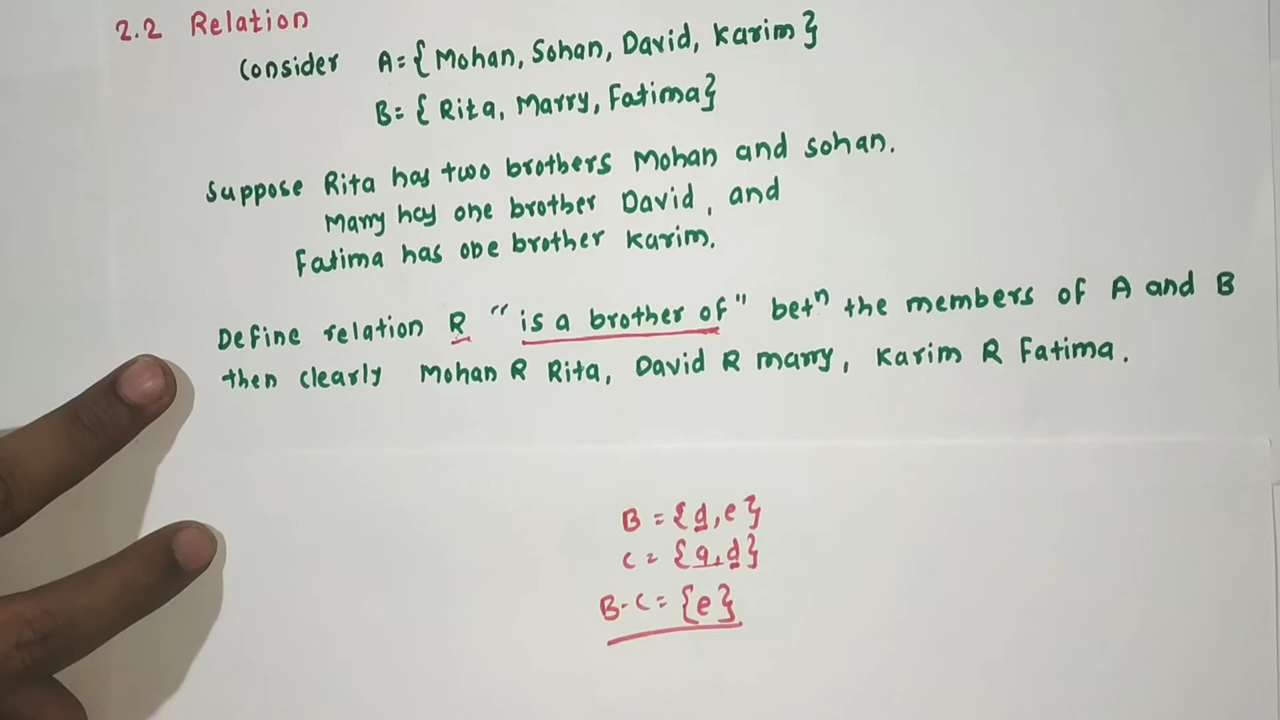 2.2 Relation
Consider A={Mohan, Sohan, David, Karim}
B={Rita, Marry, Fatima}
Suppose Rita has two brothers Mohan and Sohan.
Marry has one brother David, and
Fatima has one brother Karim.
Define relation R "is a brother of" betⁿ the members of A and B
then clearly Mohan R Rita, David R marry, Karim R Fatima.
B={d,e}
C={a,d}
B-C={e}